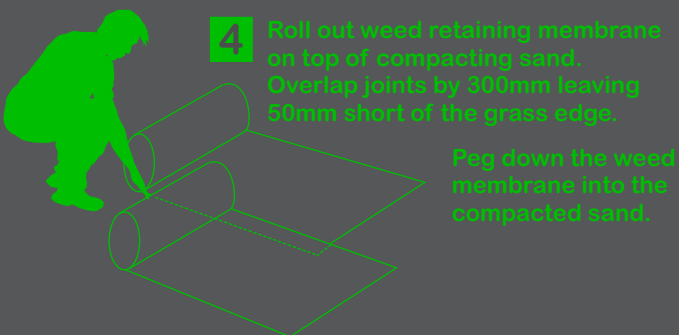 4
Roll out weed retaining membrane
on top of compacting sand.
Overlap joints by 300mm leaving
50mm short of the grass edge.
Peg down the weed
membrane into the
compacted sand.